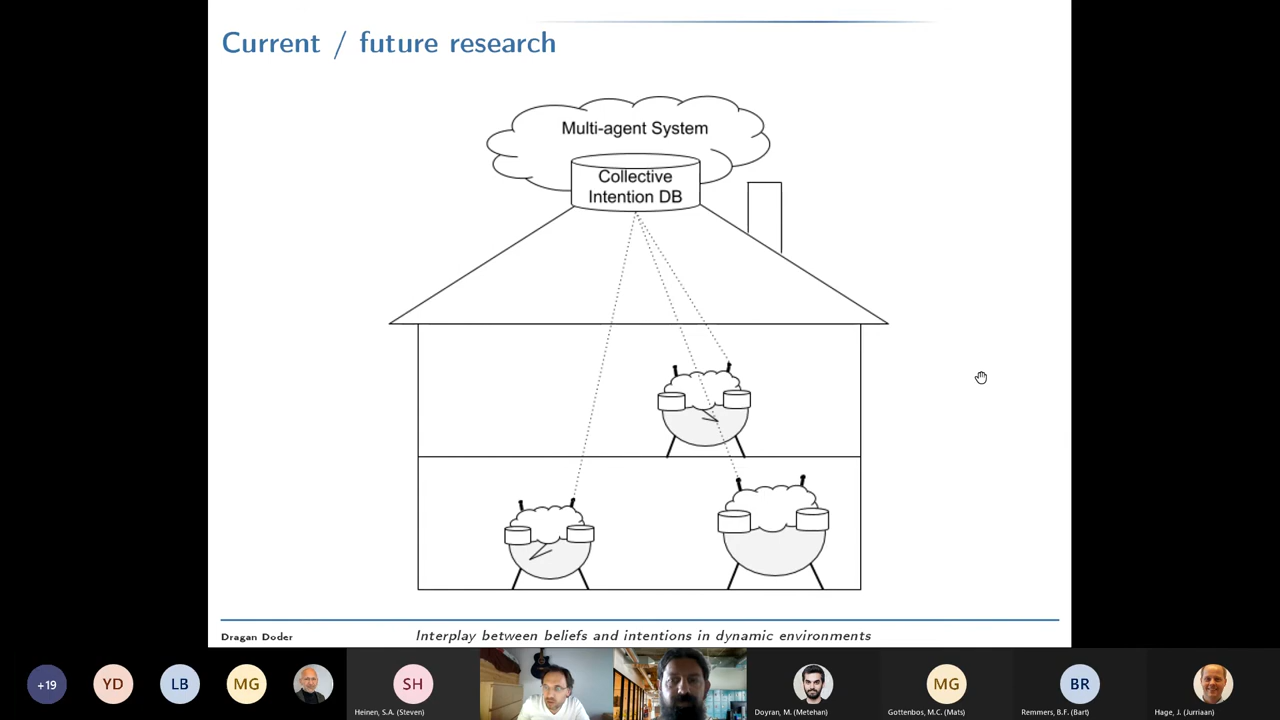 Current / future research
Multi-agent System
Collective
Intention DB
Dragan Doder
Interplay between beliefs and intentions in dynamic environments
+19
YD
LB
MG
SH
MG
BR
Heinen, S.A. (Steven)
Doyran, M. (Metehan)
Gottenbos, M.C. (Mats)
Remmers, B.F. (Bart)
Hage, J. (Jurriaan)